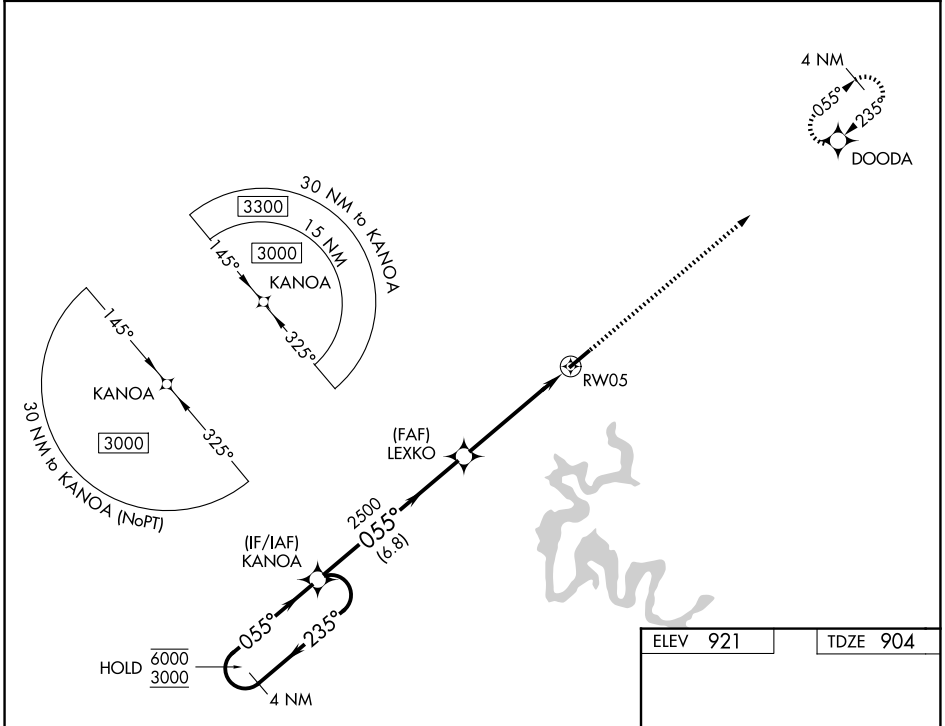 4 NM
055°
235°
DOODA
30 NM to KANOA
3300
15 NM
3000
145°
KANOA
325°
145°
KANOA
325°
3000
30 NM to KANOA (NoPT)
RW05
(FAF)
LEXKO
2500
055°
(6.8)
(IF/IAF)
KANOA
055°
235°
HOLD 6000
3000
4 NM
ELEV 921
TDZE 904